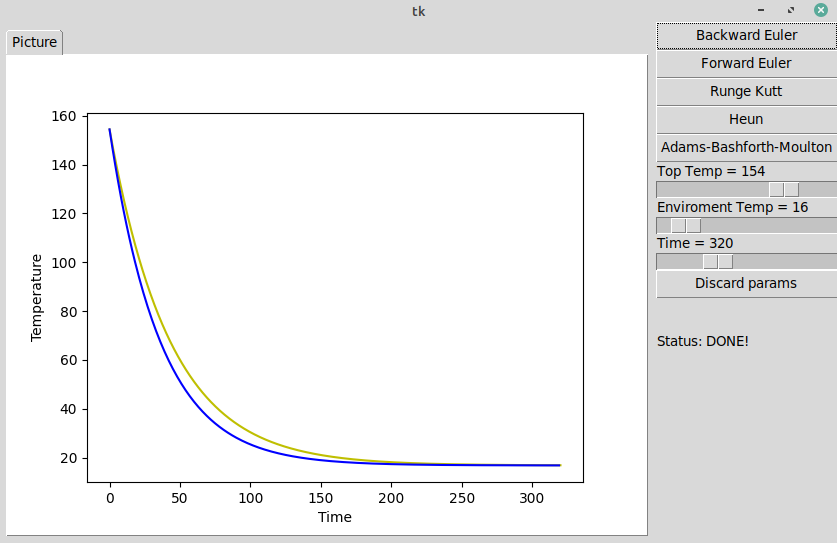 tk
Picture
Backward Euler
Forward Euler
Runge Kutt
Heun
Adams-Bashforth-Moulton
Top Temp = 154
Enviroment Temp = 16
Time = 320
Discard params
Status: DONE!
160
140
120
100
80
60
40
20
Temperature
0 50 100 150 200 250 300
Time